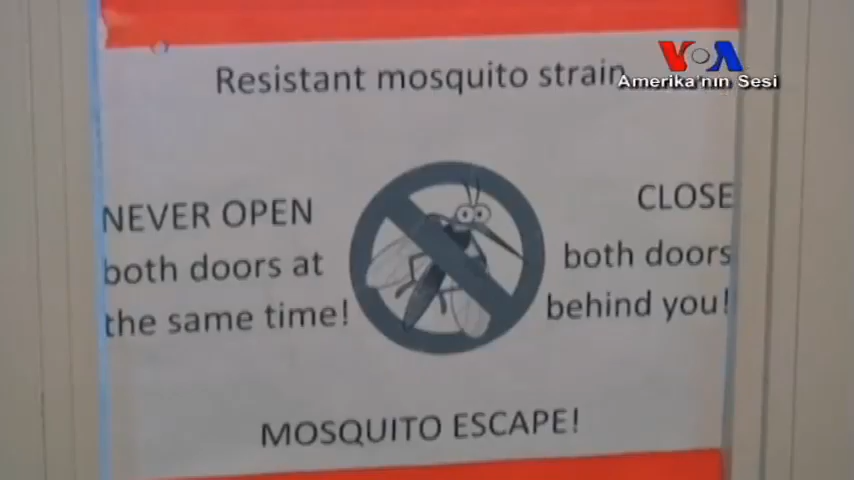 VOA
Amerika'nın Sesi
Resistant mosquito strain
NEVER OPEN
both doors at
the same time!
CLOSE
both doors
behind you!
MOSQUITO ESCAPE!